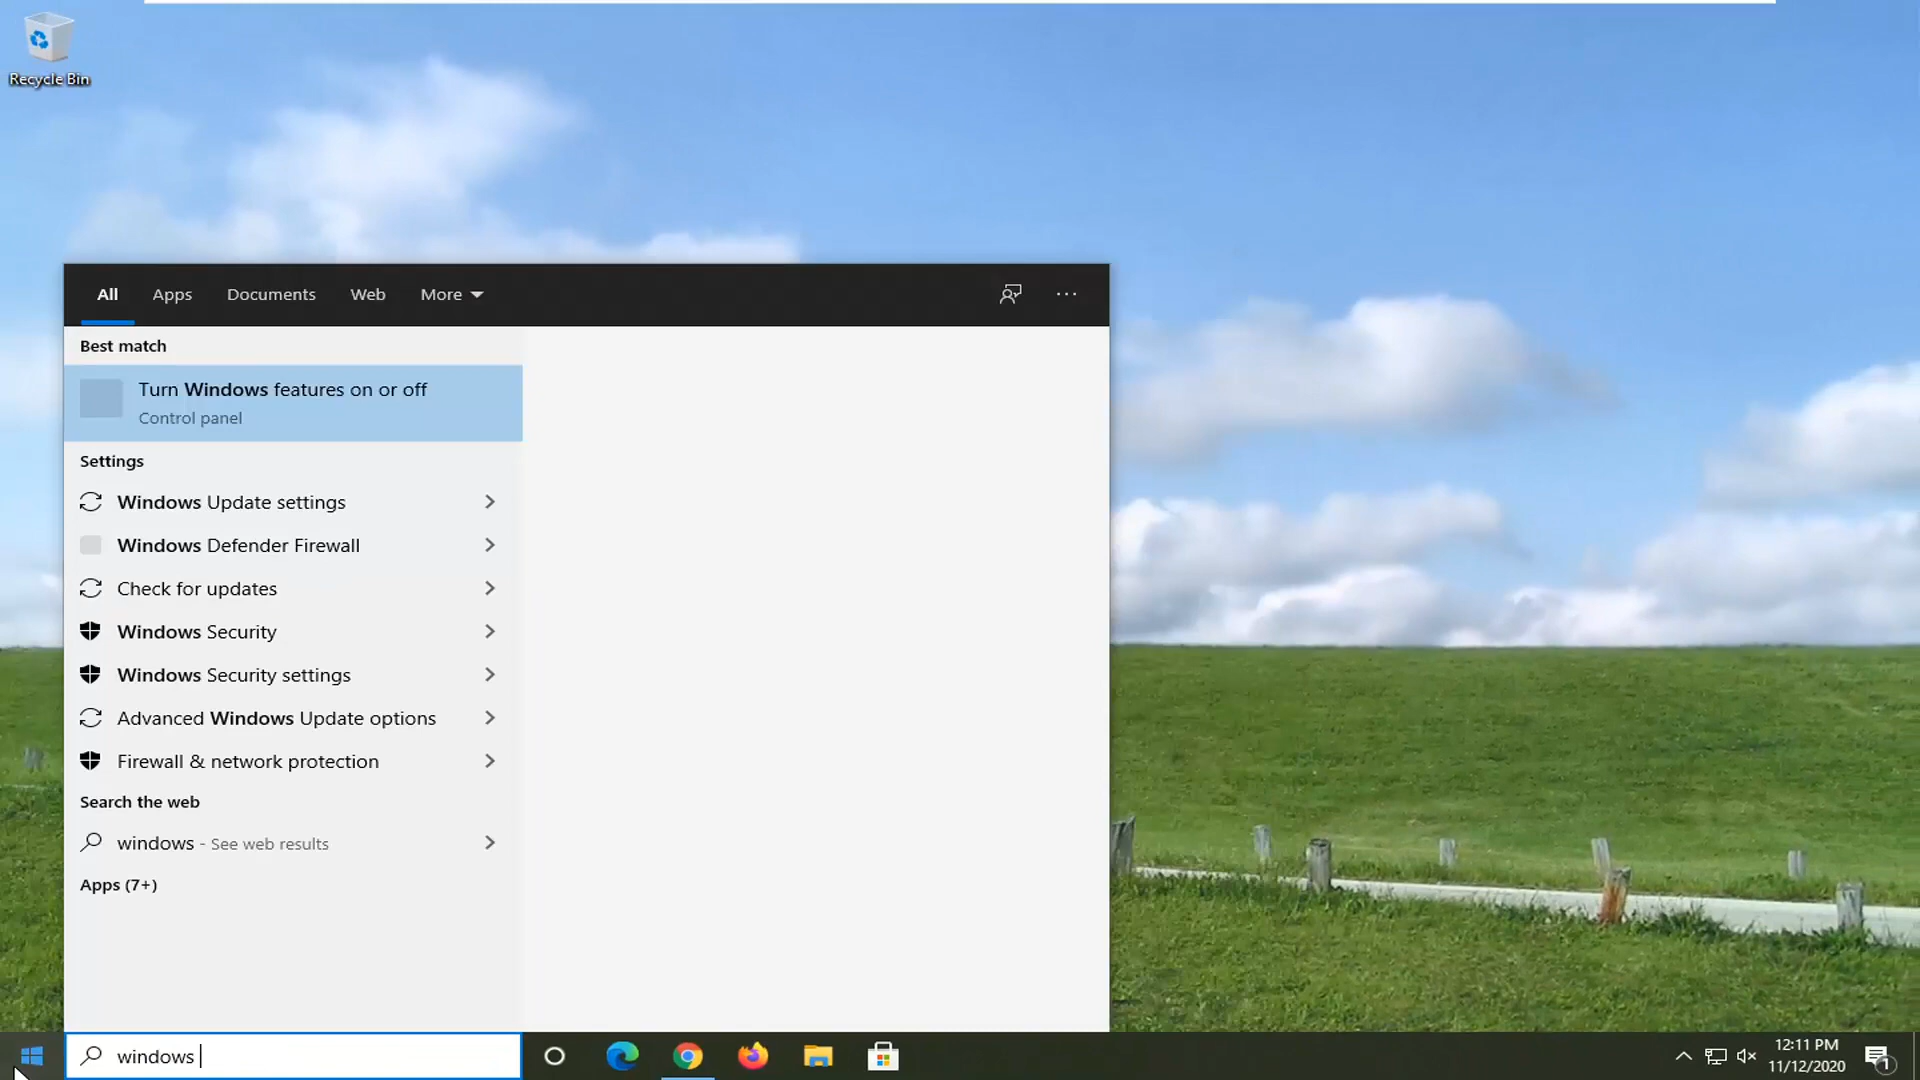 Recycle Bin
All Apps Documents Web More
Best match
Turn Windows features on or off
Control panel
Settings
Windows Update settings
Windows Defender Firewall
Check for updates
Windows Security
Windows Security settings
Advanced Windows Update options
Firewall & network protection
Search the web
windows - See web results
Apps (7+)
windows
12:11 PM
11/12/2020
1